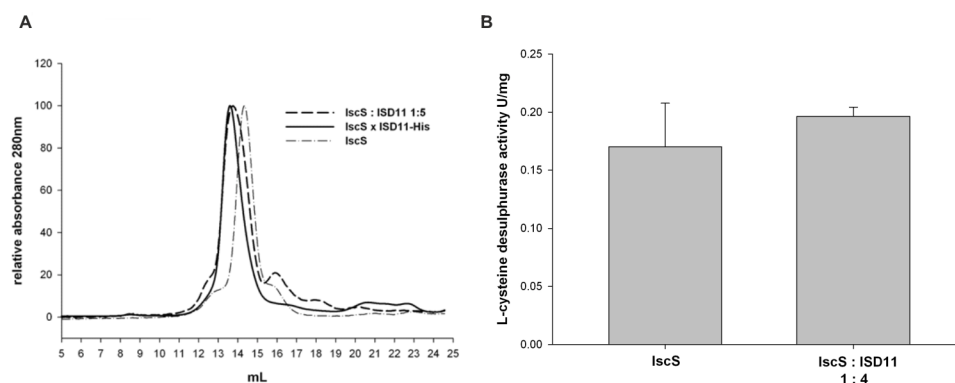 A
relative absorbance 280nm
120
100
80
60
40
20
0
IscS : ISD11 1:5
IscS x ISD11-His
IscS
5 6 7 8 9 10 11 12 13 14 15 16 17 18 19 20 21 22 23 24 25
mL
B
L-cysteine desulphurase activity U/mg
0.25
0.20
0.15
0.10
0.05
0.00
IscS
IscS : ISD11
1 : 4